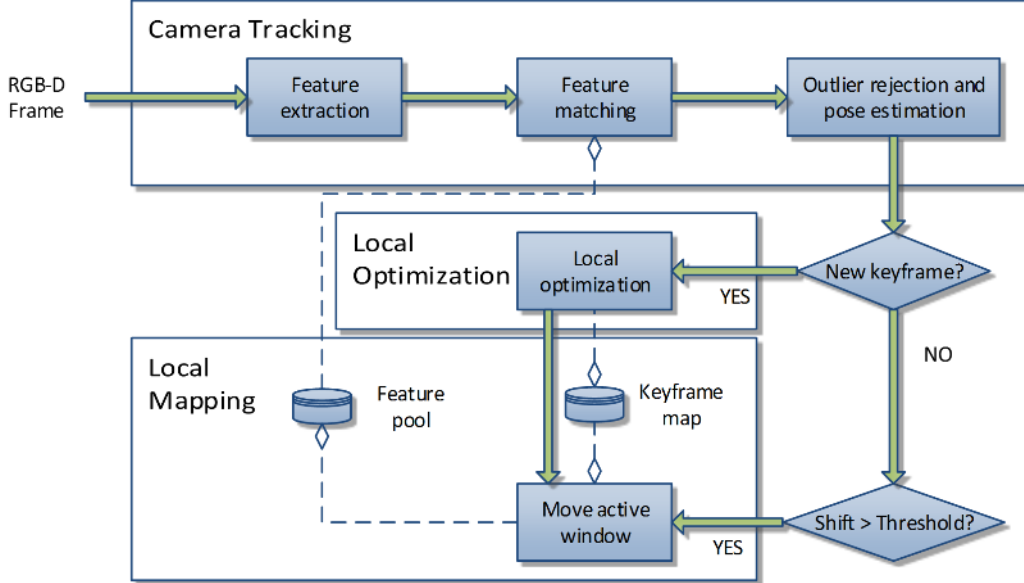 Camera Tracking
RGB-D
Frame
Feature
extraction
Feature
matching
Outlier rejection and
pose estimation
Local
Optimization
Local
optimization
New keyframe?
YES
NO
Local
Mapping
Feature
pool
Keyframe
map
Move active
window
Shift > Threshold?
YES